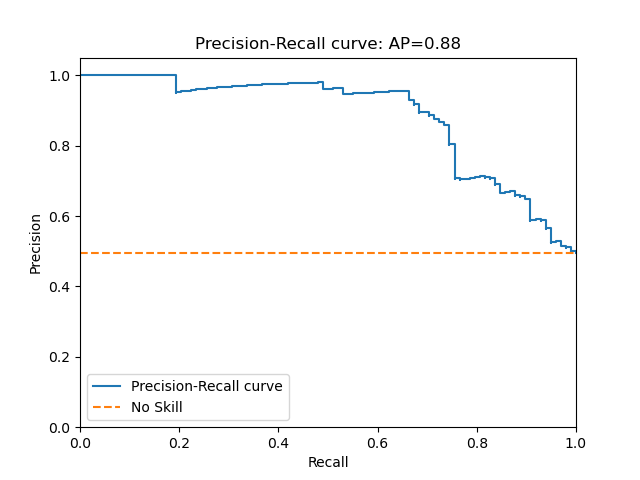 Precision-Recall curve: AP=0.88
1.0
0.8
0.6
0.4
0.2
0.0
Precision
Precision-Recall curve
No Skill
0.0 0.2 0.4 0.6 0.8 1.0
Recall